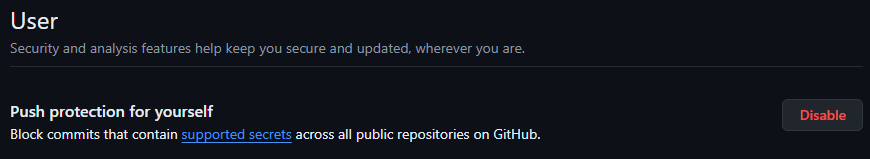 User
Security and analysis features help keep you secure and updated, wherever you are.
Push protection for yourself
Disable
Block commits that contain supported secrets across all public repositories on GitHub.